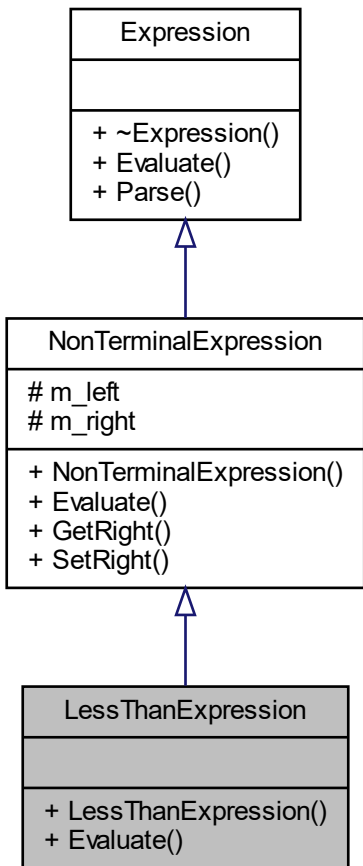 Expression
+ ~Expression()
+ Evaluate()
+ Parse()
NonTerminalExpression
# m_left
# m_right
+ NonTerminalExpression()
+ Evaluate()
+ GetRight()
+ SetRight()
LessThanExpression
+ LessThanExpression()
+ Evaluate()